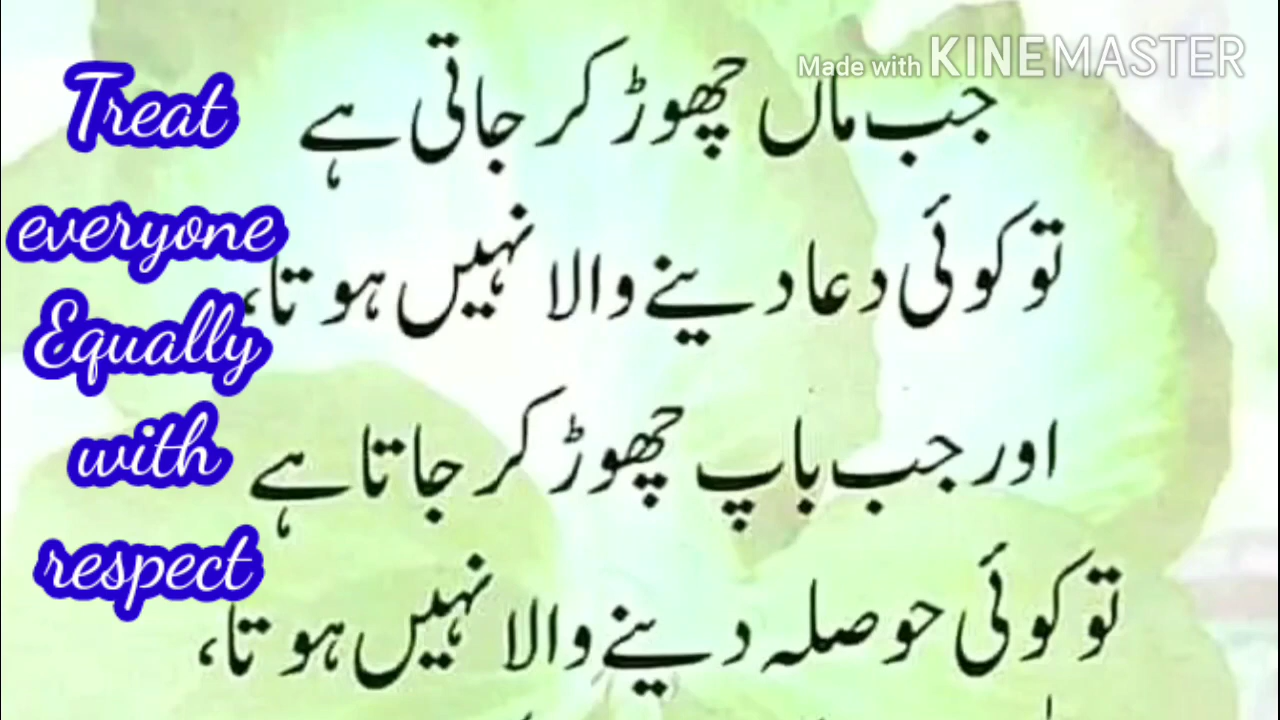 Made with KINEMASTER
جب ماں چھوڑ کر جاتی ہے
تو کوئی دعا دینے والا نہیں ہوتا،
اور جب باپ چھوڑ کر جاتا ہے
تو کوئی حوصلہ دینے والا نہیں ہوتا،
Treat
everyone
Equally
with
respect